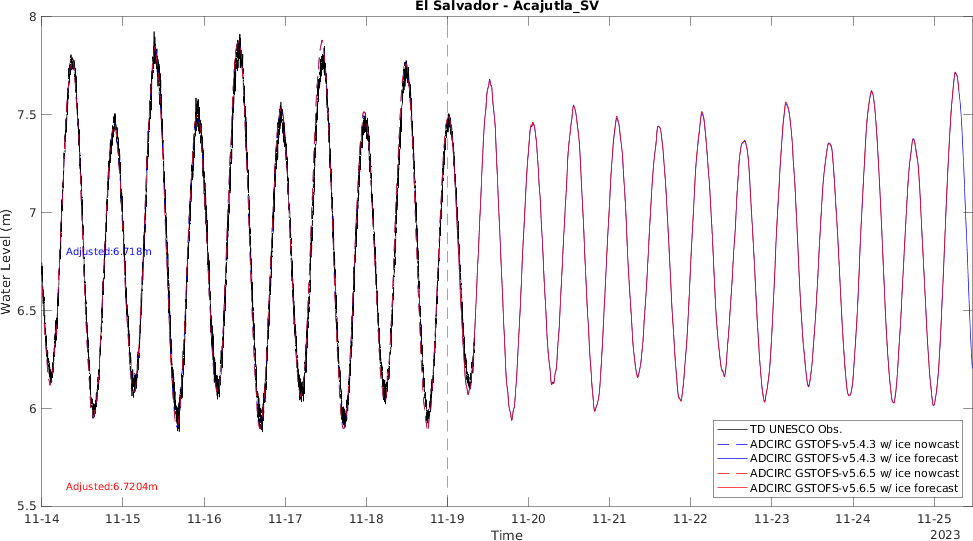 El Salvador - Acajutla_SV
8
7.5
7
6.5
6
5.5
Water Level (m)
Adjusted:6.718m
Adjusted:6.7204m
TD UNESCO Obs.
ADCIRC GSTOFS-v5.4.3 w/ ice nowcast
ADCIRC GSTOFS-v5.4.3 w/ ice forecast
ADCIRC GSTOFS-v5.6.5 w/ ice nowcast
ADCIRC GSTOFS-v5.6.5 w/ ice forecast
11-14 11-15 11-16 11-17 11-18 11-19 11-20 11-21 11-22 11-23 11-24 11-25
Time
2023